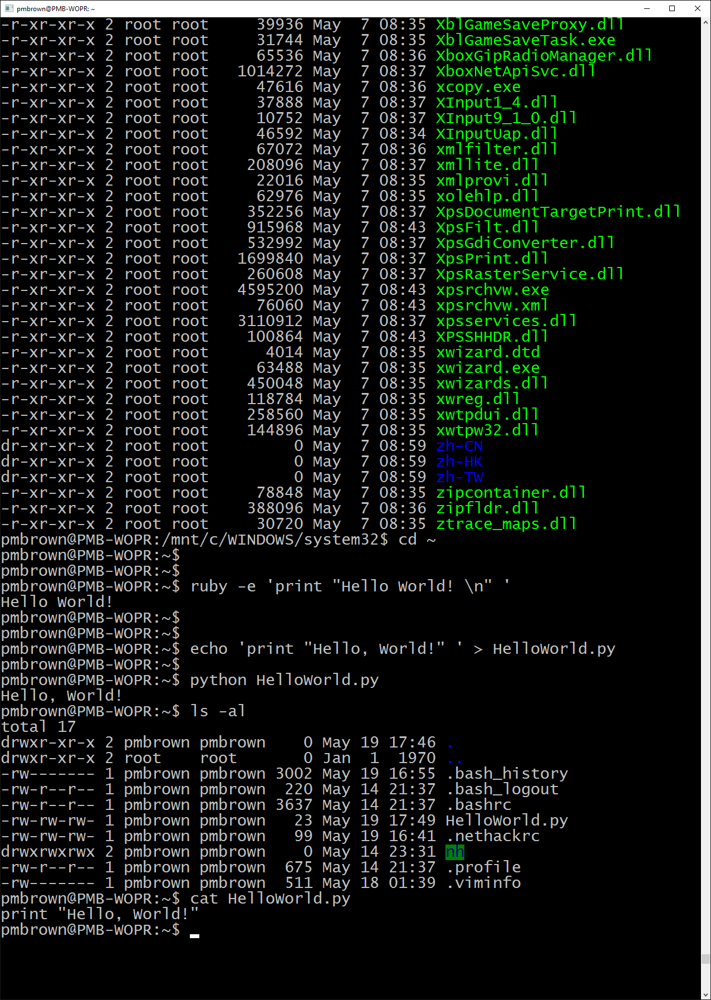 pmbrown@PMB-WOPR: ~
-r-xr-xr-x 2 root root     39936 May  7 08:35 XblGameSaveProxy.dll
-r-xr-xr-x 2 root root     31744 May  7 08:35 XblGameSaveTask.exe
-r-xr-xr-x 2 root root     65536 May  7 08:36 XboxGipRadioManager.dll
-r-xr-xr-x 2 root root   1014272 May  7 08:37 XboxNetApiSvc.dll
-r-xr-xr-x 2 root root     47616 May  7 08:36 xcopy.exe
-r-xr-xr-x 2 root root     37888 May  7 08:37 XInput1_4.dll
-r-xr-xr-x 2 root root     10752 May  7 08:37 XInput9_1_0.dll
-r-xr-xr-x 2 root root     46592 May  7 08:34 XInputUap.dll
-r-xr-xr-x 2 root root     67072 May  7 08:36 xmlfilter.dll
-r-xr-xr-x 2 root root    208096 May  7 08:37 xmllite.dll
-r-xr-xr-x 2 root root     22016 May  7 08:35 xmlprovi.dll
-r-xr-xr-x 2 root root     62976 May  7 08:35 xolehlp.dll
-r-xr-xr-x 2 root root    352256 May  7 08:37 XpsDocumentTargetPrint.dll
-r-xr-xr-x 2 root root    915968 May  7 08:43 XpsFilt.dll
-r-xr-xr-x 2 root root    532992 May  7 08:37 XpsGdiConverter.dll
-r-xr-xr-x 2 root root   1699840 May  7 08:37 XpsPrint.dll
-r-xr-xr-x 2 root root    260608 May  7 08:37 XpsRasterService.dll
-r-xr-xr-x 2 root root   4595200 May  7 08:43 xpsrchvw.exe
-r-xr-xr-x 2 root root     76060 May  7 08:43 xpsrchvw.xml
-r-xr-xr-x 2 root root   3110912 May  7 08:37 xpsservices.dll
-r-xr-xr-x 2 root root    100864 May  7 08:43 XPSSHHDR.dll
-r-xr-xr-x 2 root root      4014 May  7 08:35 xwizard.dtd
-r-xr-xr-x 2 root root     63488 May  7 08:35 xwizard.exe
-r-xr-xr-x 2 root root    450048 May  7 08:35 xwizards.dll
-r-xr-xr-x 2 root root    118784 May  7 08:35 xwreg.dll
-r-xr-xr-x 2 root root    258560 May  7 08:35 xwtpdui.dll
-r-xr-xr-x 2 root root    144896 May  7 08:35 xwtpw32.dll
dr-xr-xr-x 2 root root         0 May  7 08:59 zh-CN
dr-xr-xr-x 2 root root         0 May  7 08:59 zh-HK
dr-xr-xr-x 2 root root         0 May  7 08:59 zh-TW
-r-xr-xr-x 2 root root     78848 May  7 08:35 zipcontainer.dll
-r-xr-xr-x 2 root root    388096 May  7 08:36 zipfldr.dll
-r-xr-xr-x 2 root root     30720 May  7 08:35 ztrace_maps.dll
pmbrown@PMB-WOPR:/mnt/c/WINDOWS/system32$ cd ~
pmbrown@PMB-WOPR:~$
pmbrown@PMB-WOPR:~$
pmbrown@PMB-WOPR:~$ ruby -e 'print "Hello World! \n" '
Hello World!
pmbrown@PMB-WOPR:~$
pmbrown@PMB-WOPR:~$
pmbrown@PMB-WOPR:~$ echo 'print "Hello, World!" ' > HelloWorld.py
pmbrown@PMB-WOPR:~$
pmbrown@PMB-WOPR:~$ python HelloWorld.py
Hello, World!
pmbrown@PMB-WOPR:~$ ls -al
total 17
drwxr-xr-x 2 pmbrown pmbrown    0 May 19 17:46 .
drwxr-xr-x 2 root    root       0 Jan  1  1970 ..
-rw------- 1 pmbrown pmbrown 3002 May 19 16:55 .bash_history
-rw-r--r-- 1 pmbrown pmbrown  220 May 14 21:37 .bash_logout
-rw-r--r-- 1 pmbrown pmbrown 3637 May 14 21:37 .bashrc
-rw-rw-rw- 1 pmbrown pmbrown   23 May 19 17:49 HelloWorld.py
-rw-rw-rw- 1 pmbrown pmbrown   99 May 19 16:41 .nethackrc
drwxrwxrwx 2 pmbrown pmbrown    0 May 14 23:31 nh
-rw-r--r-- 1 pmbrown pmbrown  675 May 14 21:37 .profile
-rw------- 1 pmbrown pmbrown  511 May 18 01:39 .viminfo
pmbrown@PMB-WOPR:~$ cat HelloWorld.py
print "Hello, World!"
pmbrown@PMB-WOPR:~$